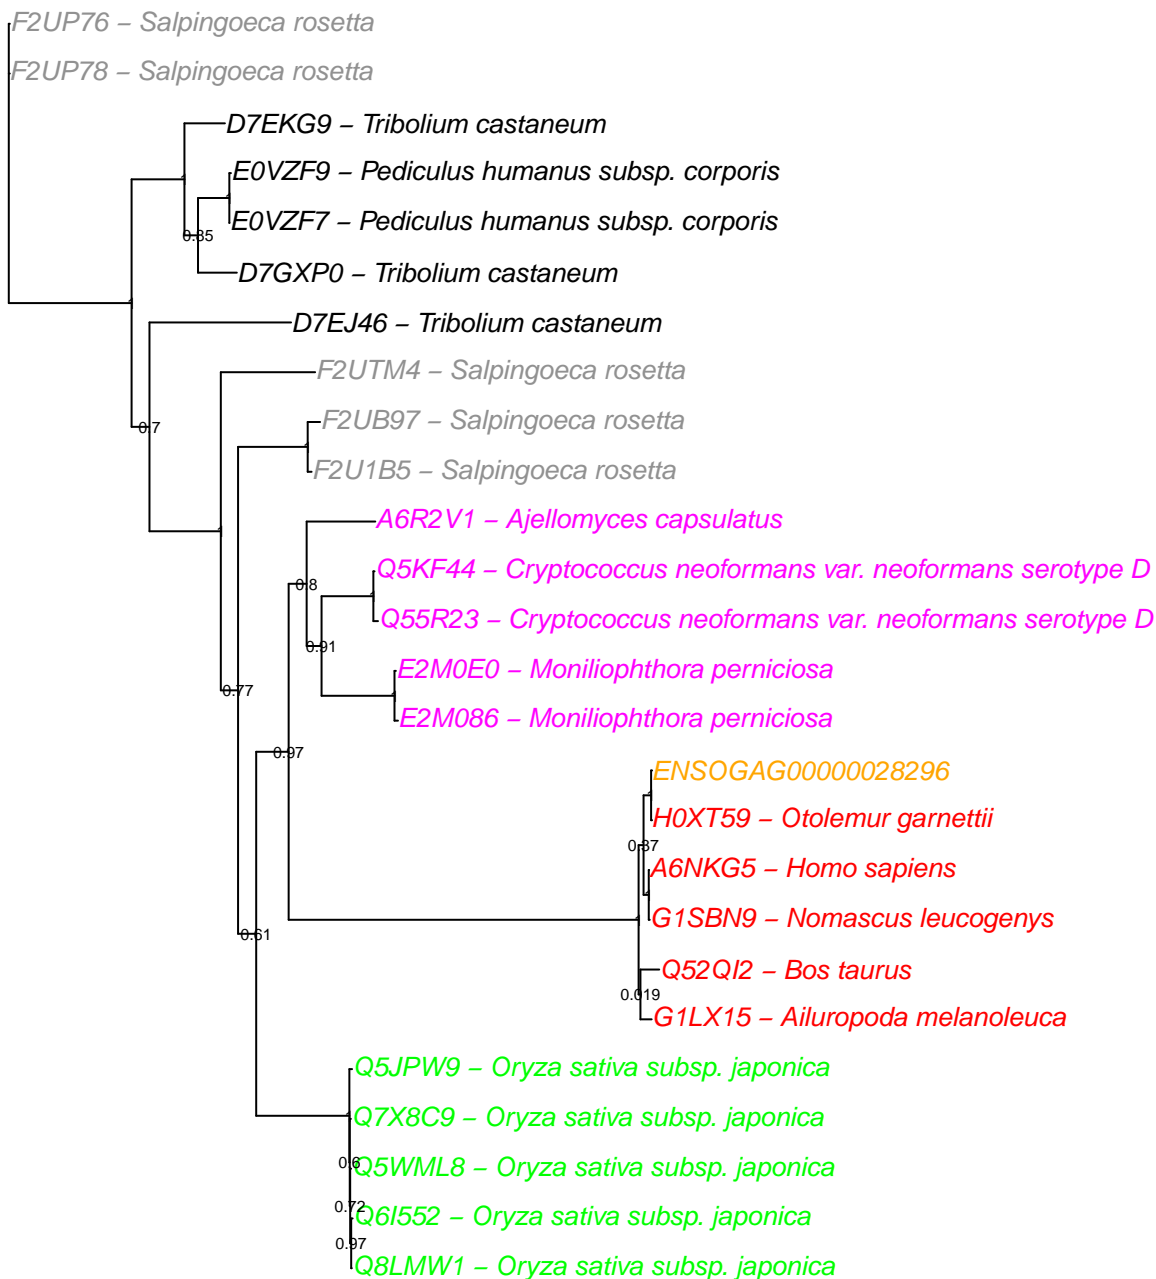 F2UP76 – Salpingoeca rosetta
F2UP78 – Salpingoeca rosetta
D7EKG9 – Tribolium castaneum
E0VZF9 – Pediculus humanus subsp. corporis
E0VZF7 – Pediculus humanus subsp. corporis
0.85
D7GXP0 – Tribolium castaneum
D7EJ46 – Tribolium castaneum
F2UTM4 – Salpingoeca rosetta
F2UB97 – Salpingoeca rosetta
0.7
F2U1B5 – Salpingoeca rosetta
A6R2V1 – Ajellomyces capsulatus
Q5KF44 – Cryptococcus neoformans var. neoformans serotype D
0.8
Q55R23 – Cryptococcus neoformans var. neoformans serotype D
0.91
E2M0E0 – Moniliophthora perniciosa
0.77
E2M086 – Moniliophthora perniciosa
0.97
ENSOGAG00000028296
H0XT59 – Otolemur garnettii
A6NKG5 – Homo sapiens
G1SBN9 – Nomascus leucogenys
0.61
Q52QI2 – Bos taurus
0.019
G1LX15 – Ailuropoda melanoleuca
Q5JPW9 – Oryza sativa subsp. japonica
Q7X8C9 – Oryza sativa subsp. japonica
0.6
Q5WML8 – Oryza sativa subsp. japonica
0.72
Q6I552 – Oryza sativa subsp. japonica
0.97
Q8LMW1 – Oryza sativa subsp. japonica